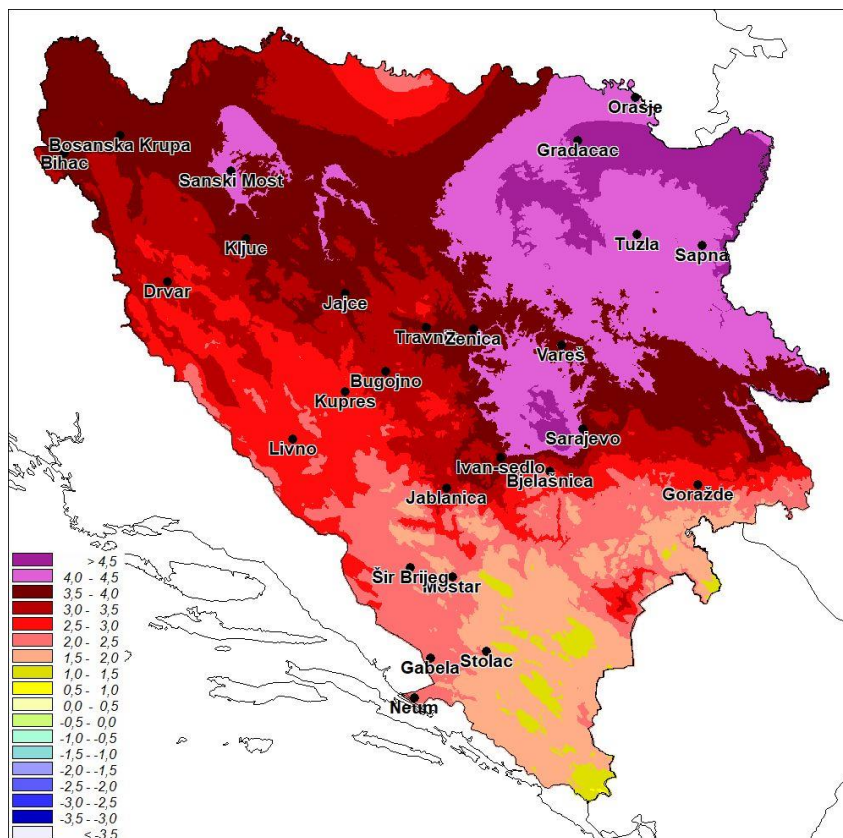 Orašje
Gradacac
Bosanska Krupa
Bihac
Sanski Most
Tuzla
Kljuc
Sapna
Drvar
Jajce
Travni
Zenica
Vareš
Bugojno
Kupres
Sarajevo
Livno
Ivan-sedlo
Bjelašnica
Jablanica
Goražde
Šir Brijeg
Mostar
Stolac
Gabela
Neum
> 4,5
4,0 - 4,5
3,5 - 4,0
3,0 - 3,5
2,5 - 3,0
2,0 - 2,5
1,5 - 2,0
1,0 - 1,5
0,5 - 1,0
0,0 - 0,5
-0,5 - 0,0
-1,0 - -0,5
-1,5 - -1,0
-2,0 - -1,5
-2,5 - -2,0
-3,0 - -2,5
-3,5 - -3,0
< -3,5